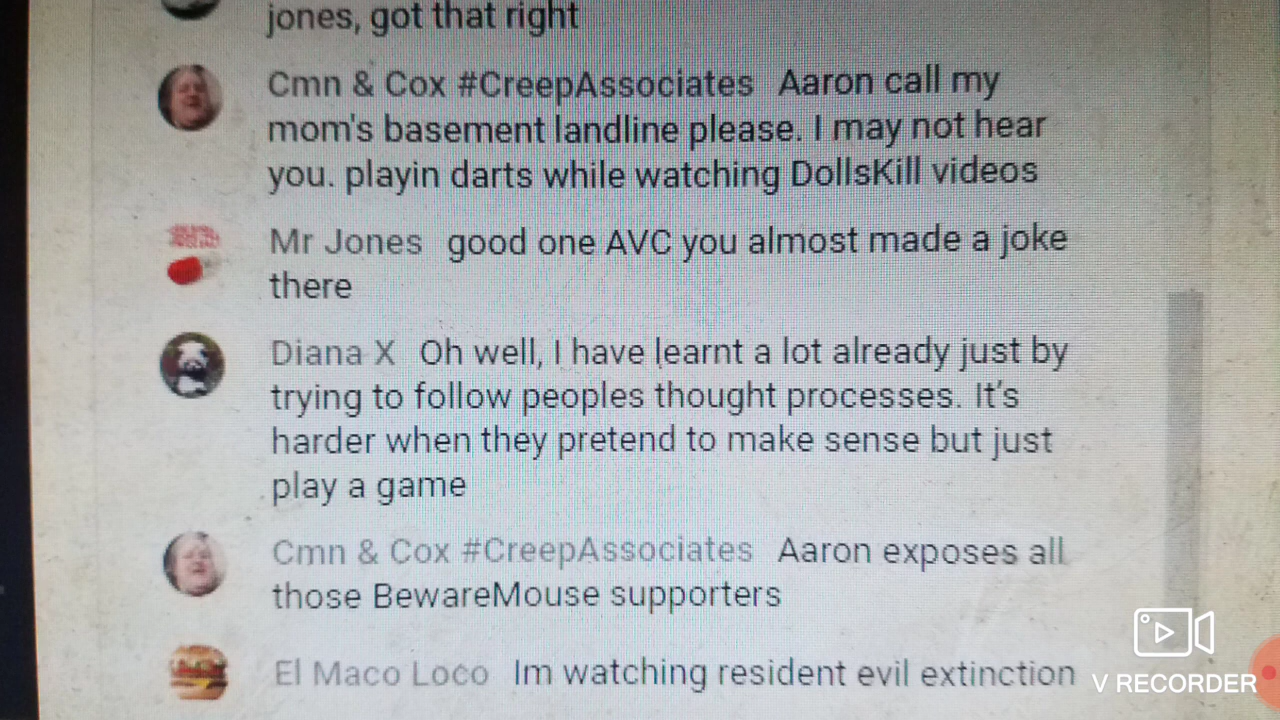 jones, got that right
Cmn & Cox #CreepAssociates Aaron call my
mom's basement landline please. I may not hear
you. playin darts while watching DollsKill videos
Mr Jones good one AVC you almost made a joke
there
Diana X Oh well, I have learnt a lot already just by
trying to follow peoples thought processes. It's
harder when they pretend to make sense but just
play a game
Cmn & Cox #CreepAssociates Aaron exposes all
those BewareMouse supporters
El Maco Loco Im watching resident evil extinction
V RECORDER